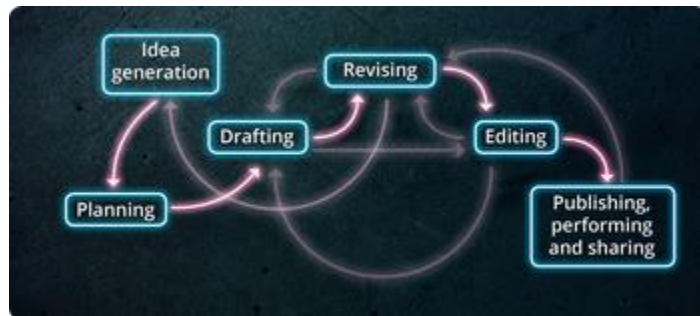 Idea
generation
Revising
Drafting
Editing
Planning
Publishing,
performing
and sharing